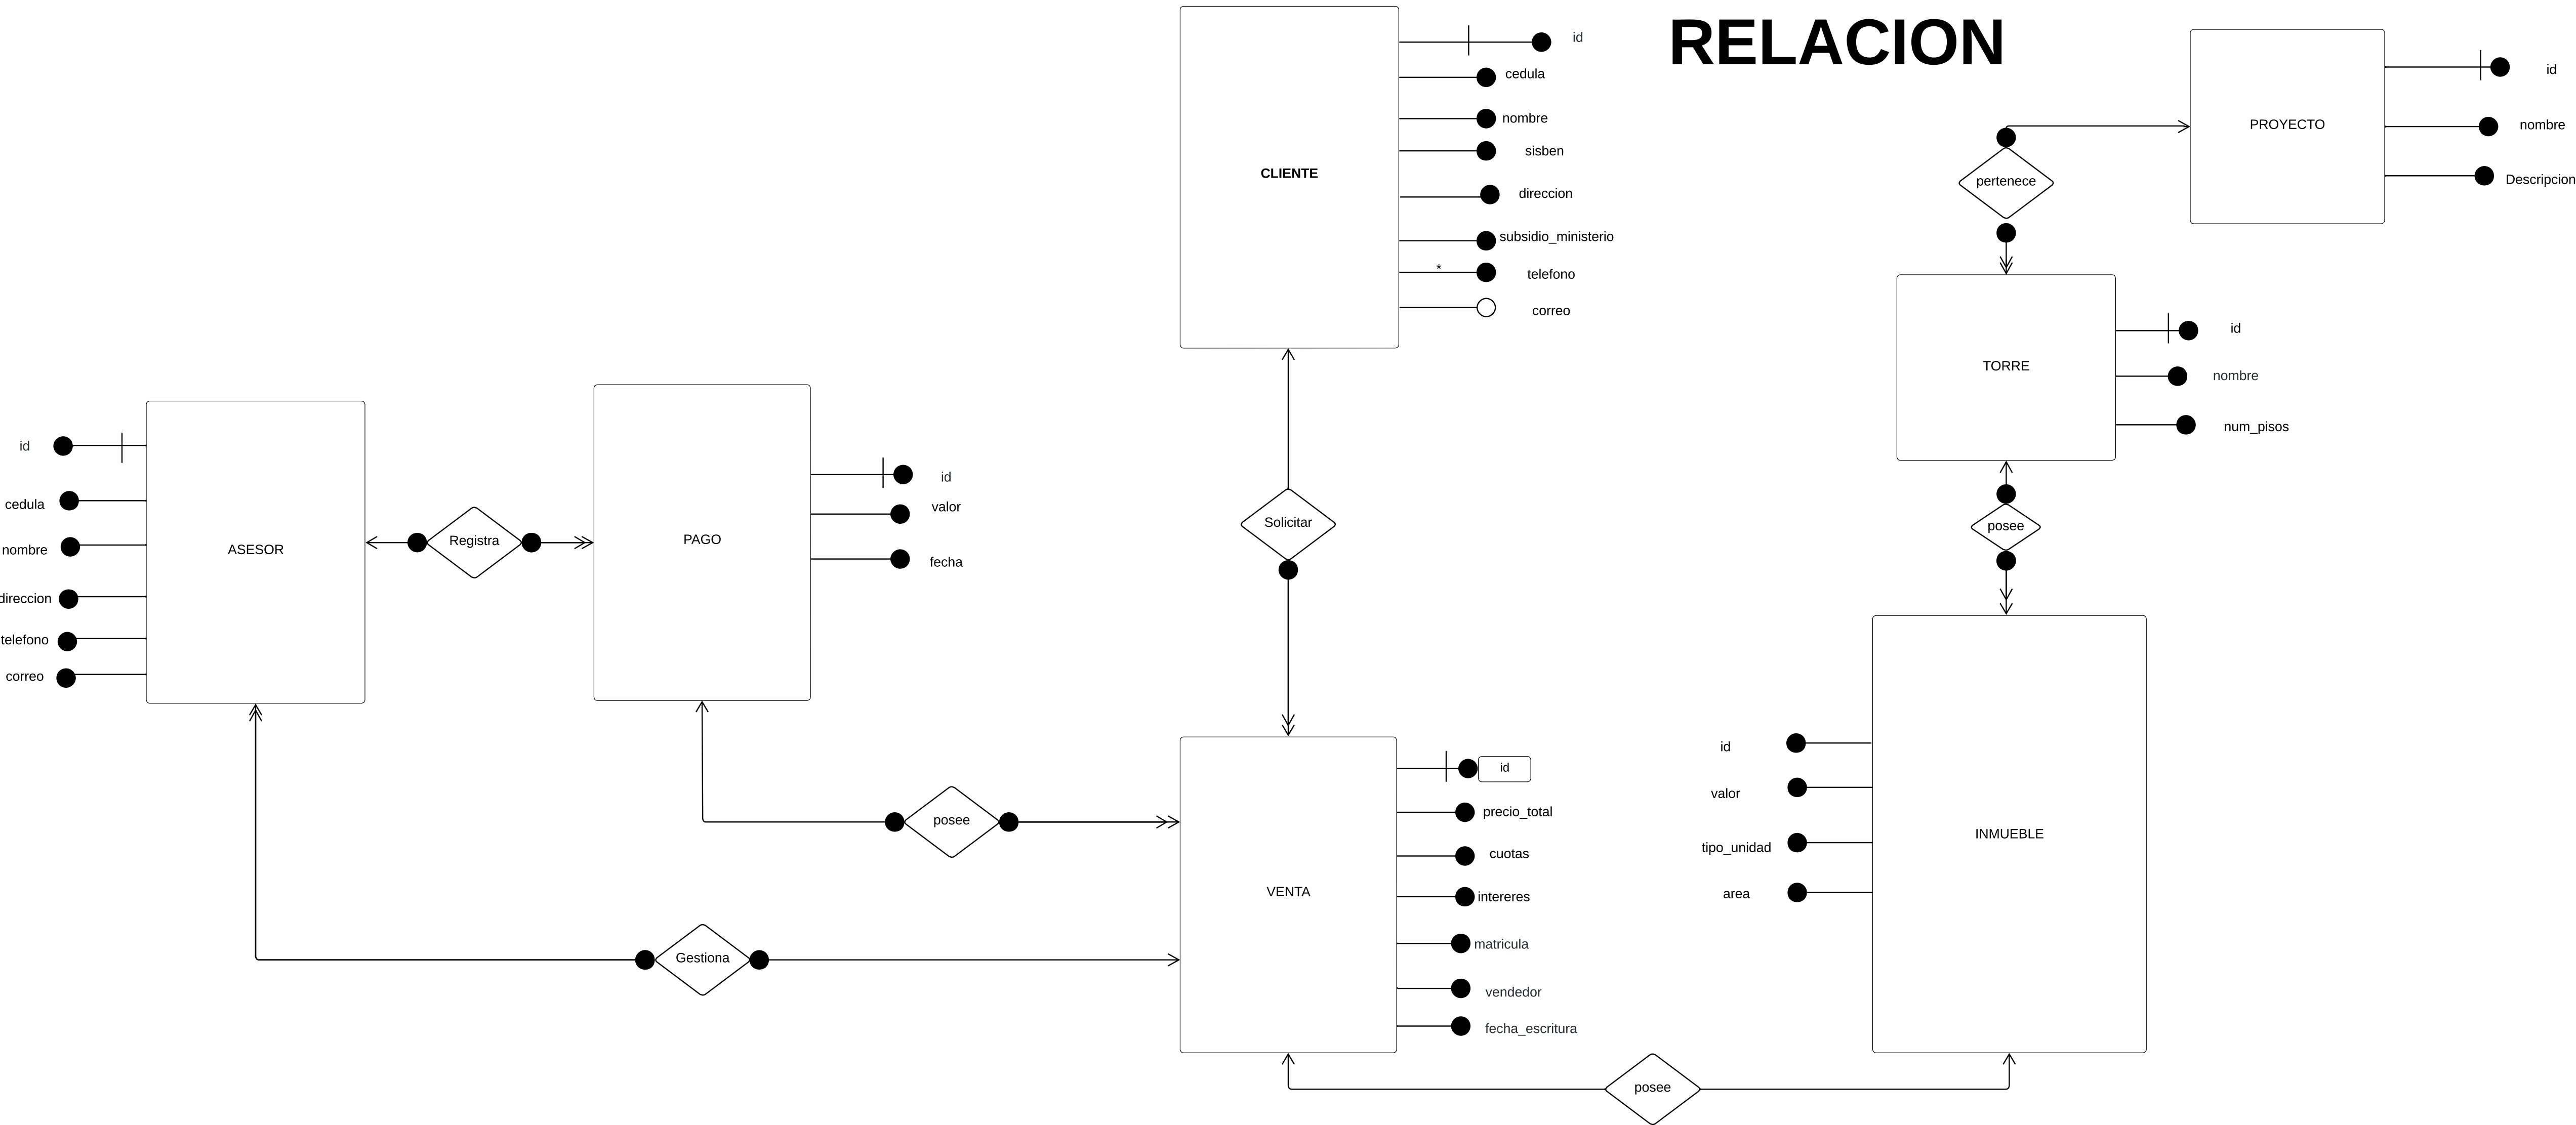 RELACION
CLIENTE
id
cedula
nombre
sisben
direccion
subsidio_ministerio
*
telefono
correo
PROYECTO
id
nombre
Descripcion
pertenece
TORRE
id
nombre
num_pisos
posee
ASESOR
id
cedula
nombre
direccion
telefono
correo
Registra
PAGO
id
valor
fecha
Solicitar
posee
Gestiona
VENTA
id
precio_total
cuotas
intereres
matricula
vendedor
fecha_escritura
INMUEBLE
id
valor
tipo_unidad
area
posee